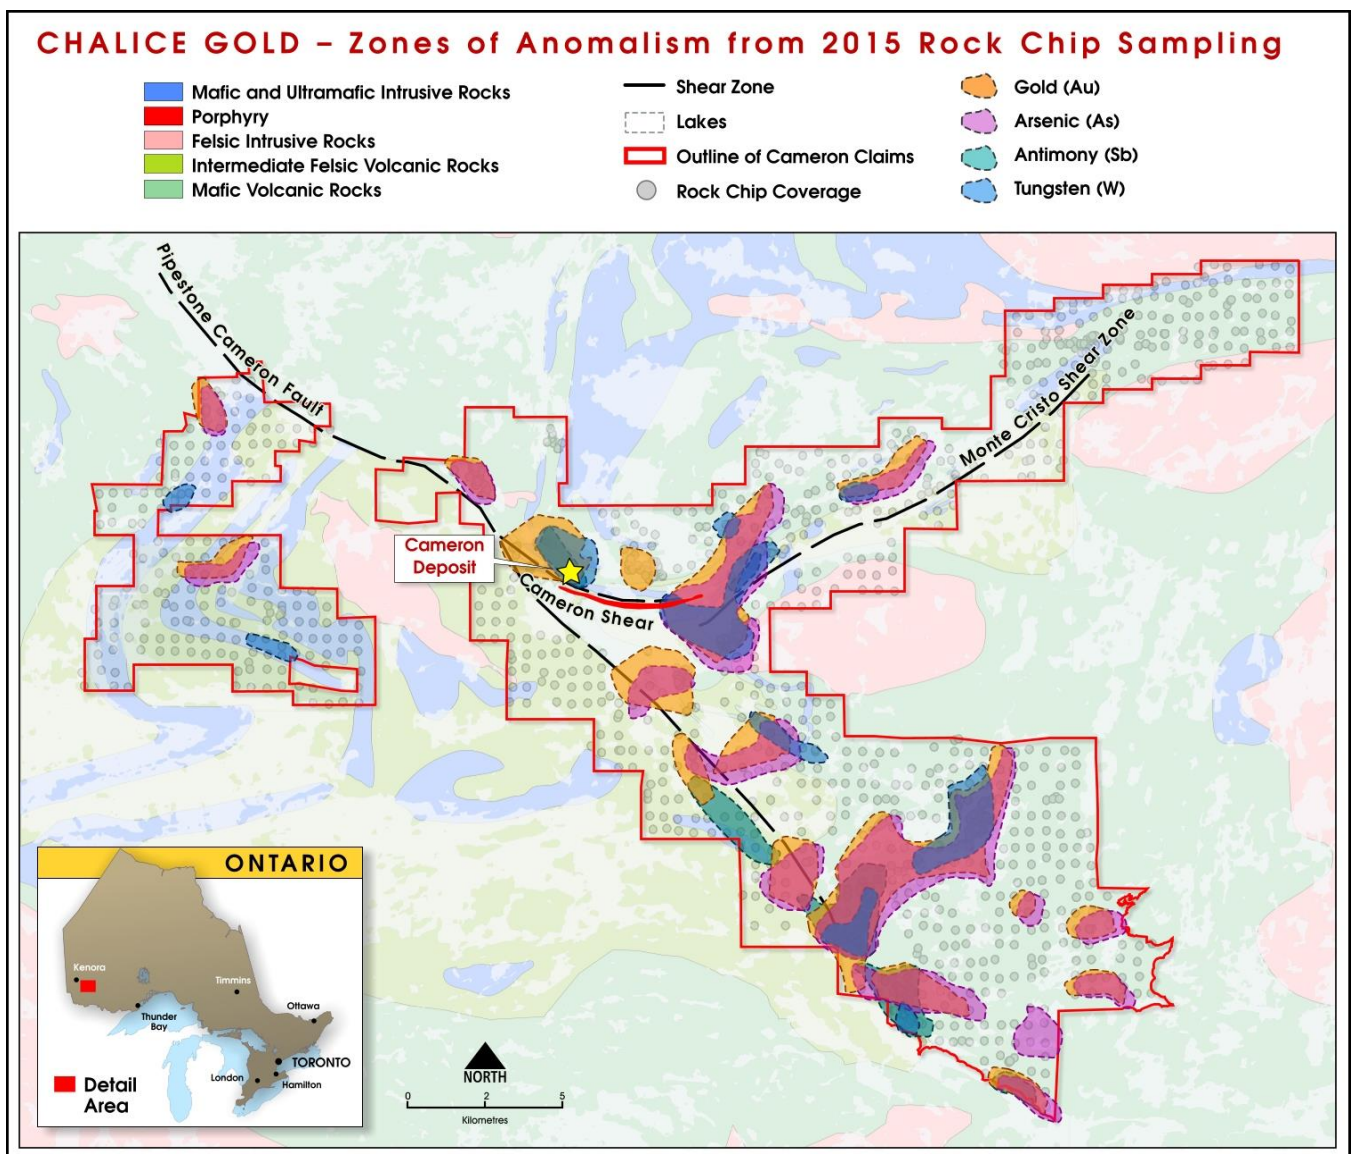 CHALICE GOLD – Zones of Anomalism from 2015 Rock Chip Sampling
Mafic and Ultramafic Intrusive Rocks
Porphyry
Felsic Intrusive Rocks
Intermediate Felsic Volcanic Rocks
Mafic Volcanic Rocks
Shear Zone
Lakes
Outline of Cameron Claims
Rock Chip Coverage
Gold (Au)
Arsenic (As)
Antimony (Sb)
Tungsten (W)
Pipestone Cameron Fault
Monte Cristo Shear Zone
Cameron
Deposit
Cameron Shear
ONTARIO
Kenora
Timmins
Ottawa
Thunder
Bay
TORONTO
London
Hamilton
Detail
Area
NORTH
0 2 5
Kilometres